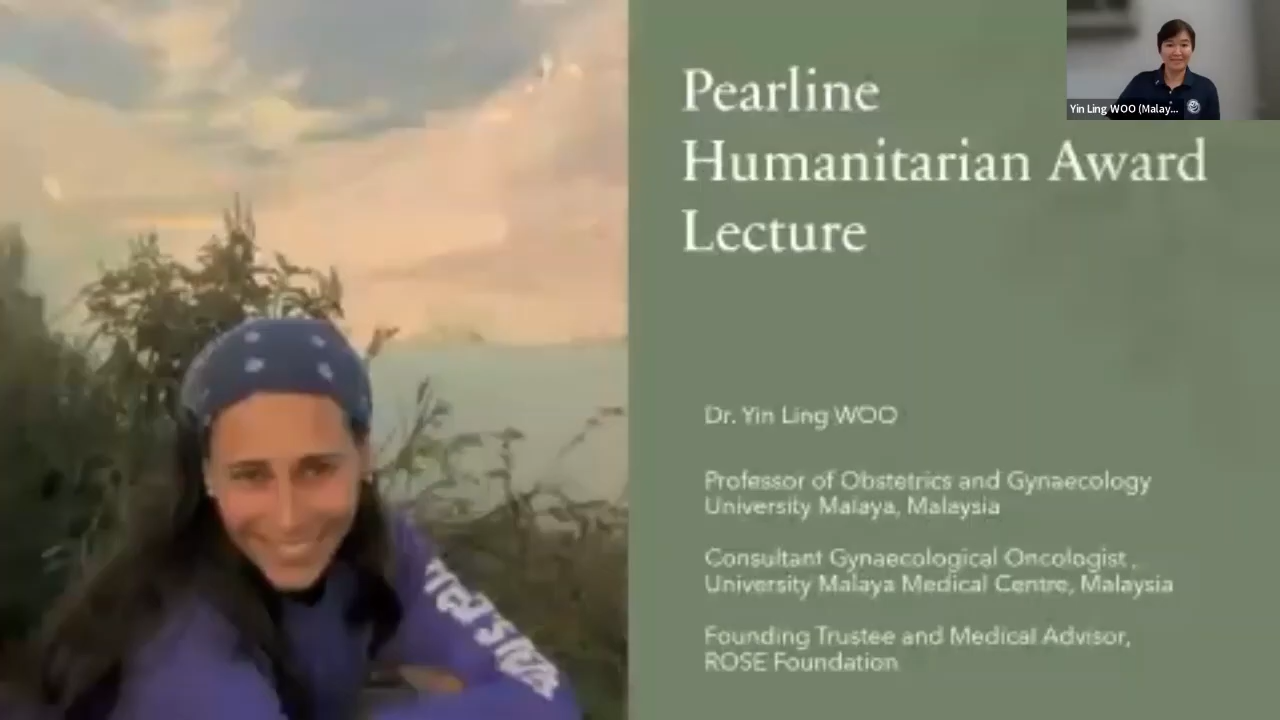 Pearline
Humanitarian Award
Lecture
Yin Ling WOO (Malay...
Dr. Yin Ling WOO
Professor of Obstetrics and Gynaecology
University Malaya, Malaysia
Consultant Gynaecological Oncologist,
University Malaya Medical Centre, Malaysia
Founding Trustee and Medical Advisor,
ROSE Foundation